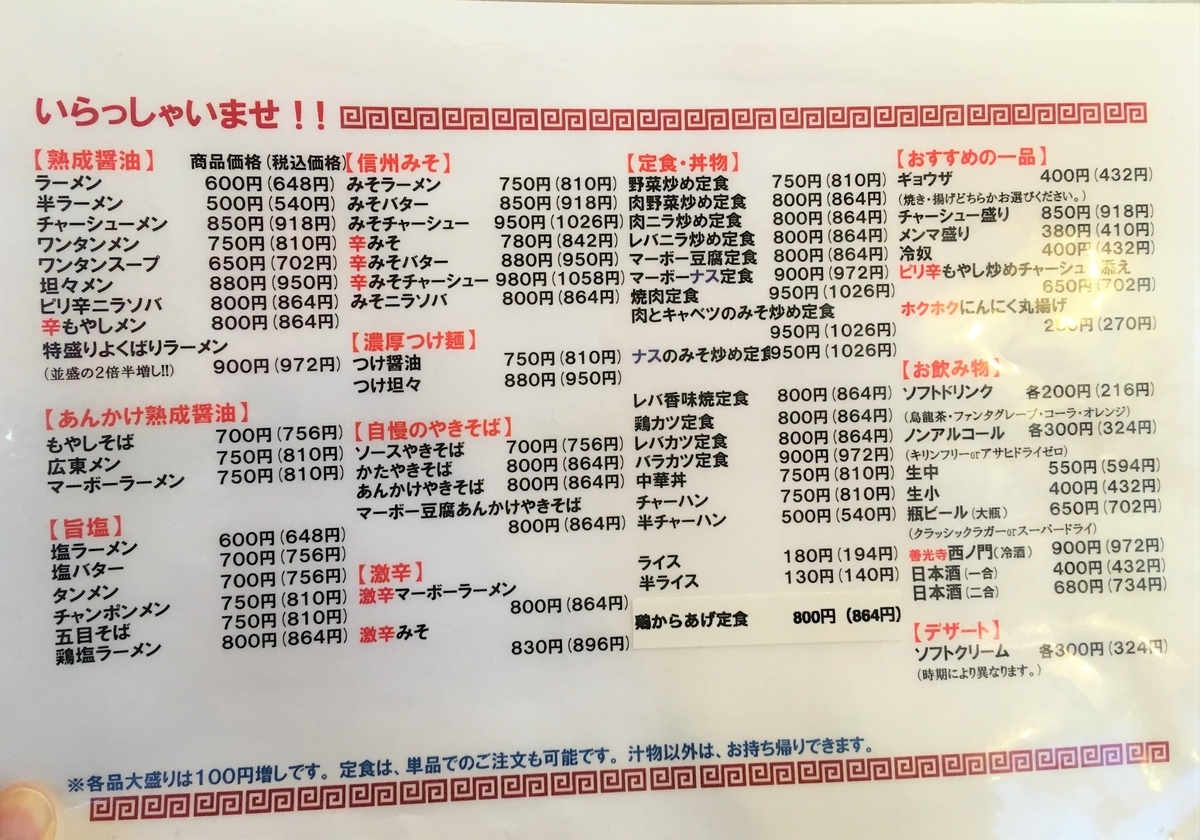 いらっしゃいませ！！
【熟成醤油】 商品価格(税込価格)
ラーメン 600円(648円)
半ラーメン 500円(540円)
チャーシューメン 850円(918円)
ワンタンメン 750円(810円)
ワンタンスープ 650円(702円)
坦々メン 880円(950円)
ピリ辛ニラソバ 800円(864円)
辛もやしメン 800円(864円)
特盛りよくばりラーメン
(並盛の2倍半増し!!) 900円(972円)
【あんかけ熟成醤油】
もやしそば 700円(756円)
広東メン 750円(810円)
マーボーラーメン 750円(810円)
【旨塩】
塩ラーメン 600円(648円)
塩バター 700円(756円)
タンメン 700円(756円)
チャンポンメン 750円(810円)
五目そば 750円(810円)
鶏塩ラーメン 800円(864円)
【信州みそ】
みそラーメン 750円(810円)
みそバター 850円(918円)
みそチャーシュー 950円(1026円)
辛みそ 780円(842円)
辛みそバター 880円(950円)
辛みそチャーシュー 980円(1058円)
みそニラソバ 800円(864円)
【濃厚つけ麺】
つけ醤油 750円(810円)
つけ坦々 880円(950円)
【自慢のやきそば】
ソースやきそば 700円(756円)
かたやきそば 800円(864円)
あんかけやきそば 800円(864円)
マーボー豆腐あんかけやきそば
800円(864円)
【激辛】
激辛マーボーラーメン
800円(864円)
激辛みそ
830円(896円)
【定食・丼物】
野菜炒め定食 750円(810円)
肉野菜炒め定食 800円(864円)
肉ニラ炒め定食 800円(864円)
レバニラ炒め定食 800円(864円)
マーボー豆腐定食 800円(864円)
マーボーナス定食 900円(972円)
焼肉定食 950円(1026円)
肉とキャベツのみそ炒め定食
950円(1026円)
ナスのみそ炒め定食950円(1026円)
レバ香味焼定食 800円(864円)
鶏カツ定食 800円(864円)
レバカツ定食 800円(864円)
バラカツ定食 900円(972円)
中華丼 750円(810円)
チャーハン 750円(810円)
半チャーハン 500円(540円)
ライス 180円(194円)
半ライス 130円(140円)
鶏からあげ定食 800円(864円)
【おすすめの一品】
ギョウザ 400円(432円)
(焼き・揚げどちらかお選びください。)
チャーシュー盛り 850円(918円)
メンマ盛り 380円(410円)
冷奴 400円(432円)
ピリ辛もやし炒めチャーシュー添え
650円(702円)
ホクホクにんにく丸揚げ
(270円)
【お飲み物】
ソフトドリンク 各200円(216円)
(烏龍茶・ファンタグレープ・コーラ・オレンジ)
ノンアルコール 各300円(324円)
(キリンフリーorアサヒドライゼロ)
生中 550円(594円)
生小 400円(432円)
瓶ビール(大瓶) 650円(702円)
(クラシックラガーorスーパードライ)
善光寺西ノ門(冷酒) 900円(972円)
日本酒(一合) 400円(432円)
日本酒(二合) 680円(734円)
【デザート】
ソフトクリーム 各300円(324円)
(時期により異なります。)
※各品大盛りは100円増しです。定食は、単品でのご注文も可能です。汁物以外は、お持ち帰りできます。